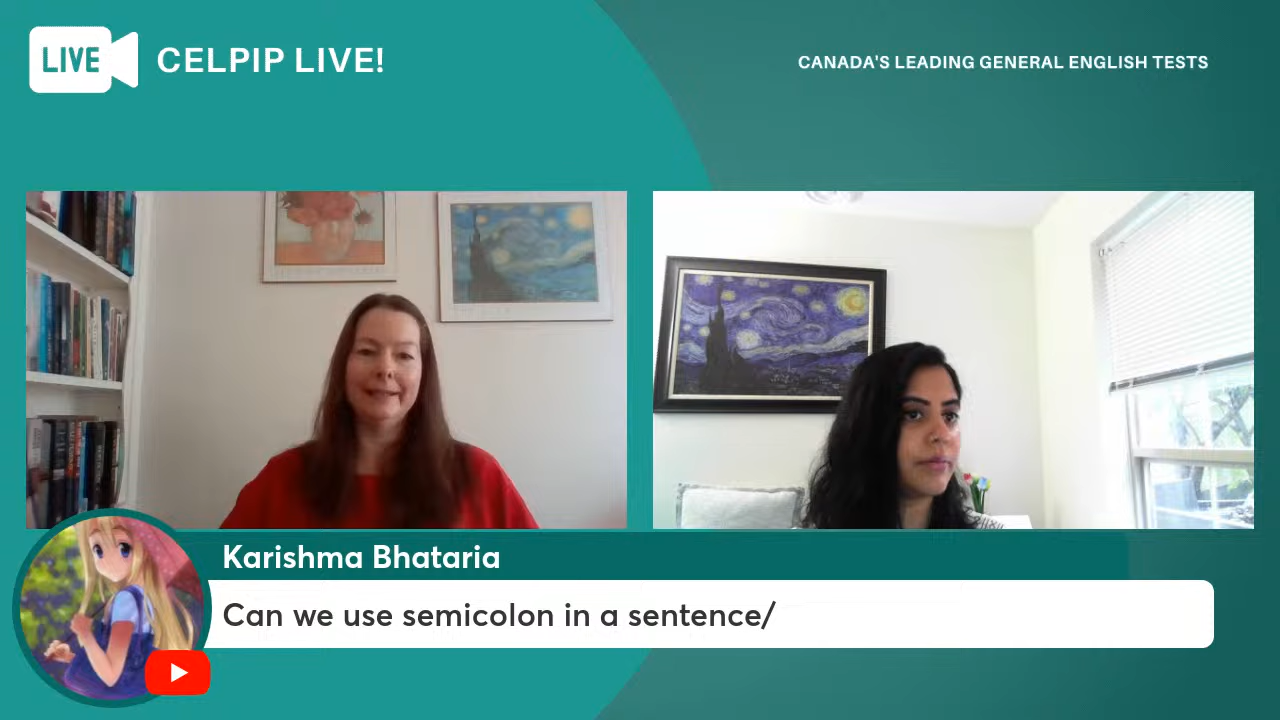 LIVE
CELPIP LIVE!
CANADA'S LEADING GENERAL ENGLISH TESTS
Karishma Bhataria
Can we use semicolon in a sentence/